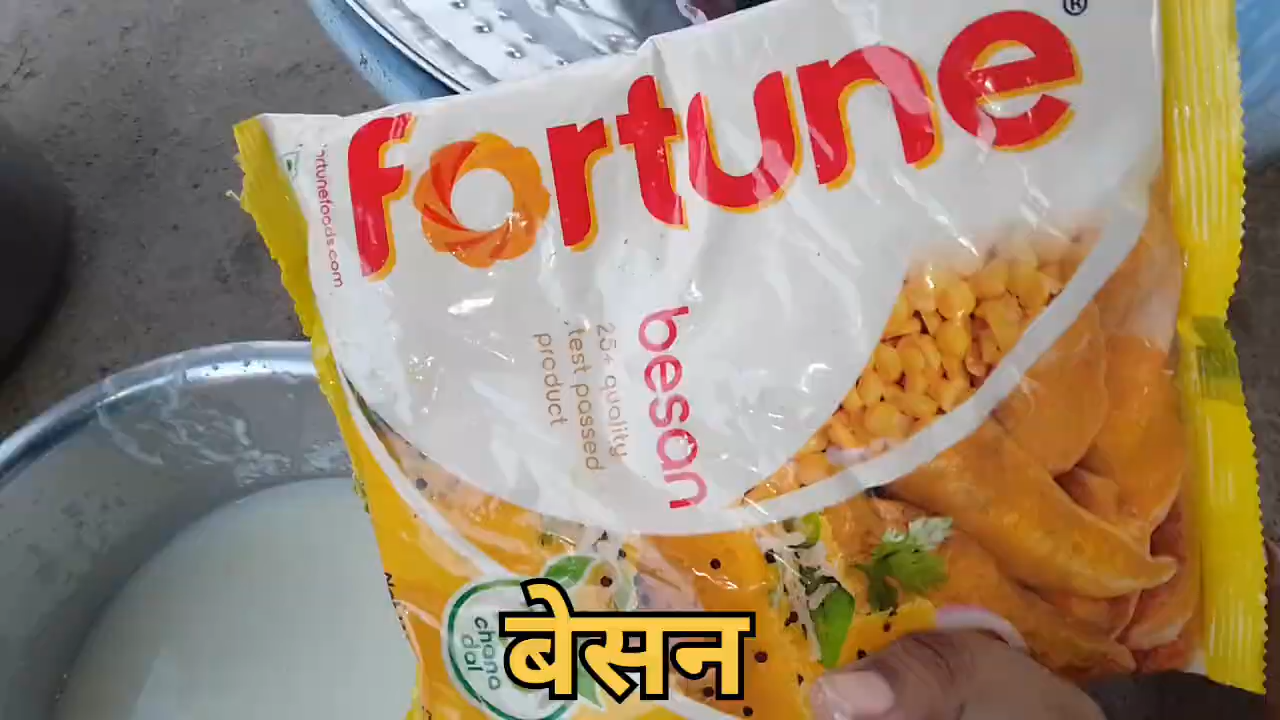 fortune®
fortunefoods.com
besan
25+ quality
test passed
product
chana
dal
बेसन